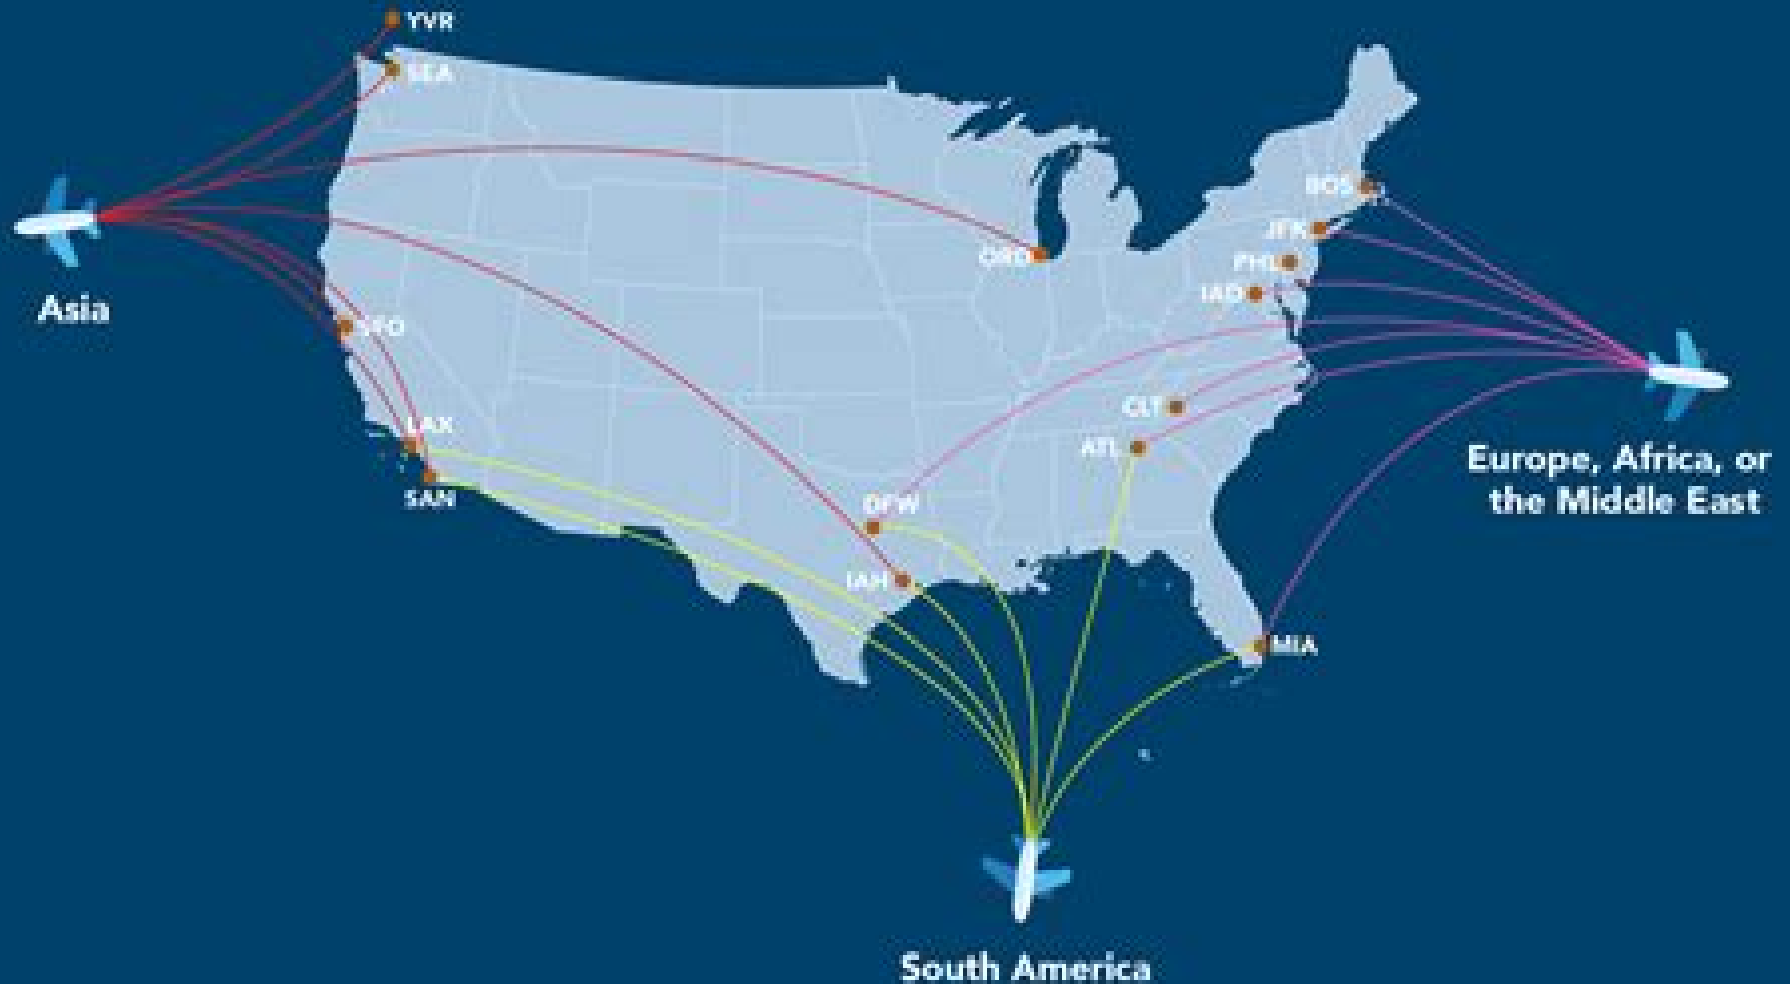 YVR
SEA
BOS
JFK
ORD
PHL
IAD
Asia
SFO
CLT
LAX
ATL
Europe, Africa, or
the Middle East
SAN
DFW
IAH
MIA
South America